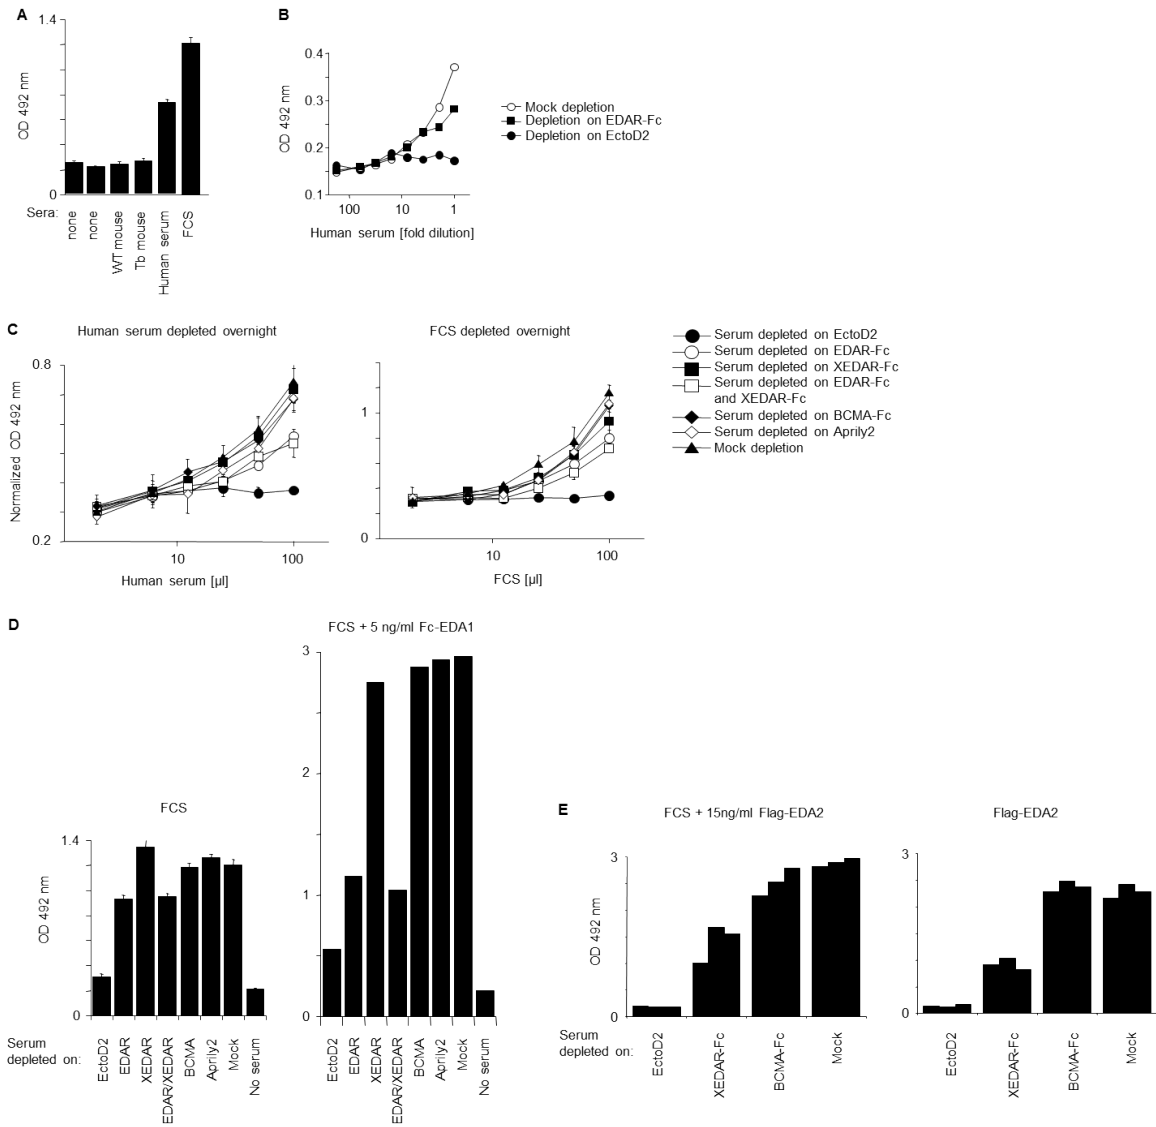 A
1.4
OD 492 nm
0
Sera:
none
none
WT mouse
Tb mouse
Human serum
FCS
B
0.4
0.3
0.2
0.1
OD 492 nm
100
10
1
Human serum [fold dilution]
Mock depletion
Depletion on EDAR-Fc
Depletion on EctoD2
C
Human serum depleted overnight
0.8
Normalized OD 492 nm
0.2
10
100
Human serum [µl]
FCS depleted overnight
1
0
10
100
FCS [µl]
Serum depleted on EctoD2
Serum depleted on EDAR-Fc
Serum depleted on XEDAR-Fc
Serum depleted on EDAR-Fc
and XEDAR-Fc
Serum depleted on BCMA-Fc
Serum depleted on Aprily2
Mock depletion
D
FCS
1.4
OD 492 nm
0
Serum
depleted on:
EctoD2
EDAR
XEDAR
EDAR/XEDAR
BCMA
Aprily2
Mock
No serum
FCS + 5 ng/ml Fc-EDA1
3
2
1
0
EctoD2
EDAR
XEDAR
EDAR/XEDAR
BCMA
Aprily2
Mock
No serum
E
FCS + 15ng/ml Flag-EDA2
3
OD 492 nm
0
Serum
depleted on:
EctoD2
XEDAR-Fc
BCMA-Fc
Mock
Flag-EDA2
3
0
EctoD2
XEDAR-Fc
BCMA-Fc
Mock